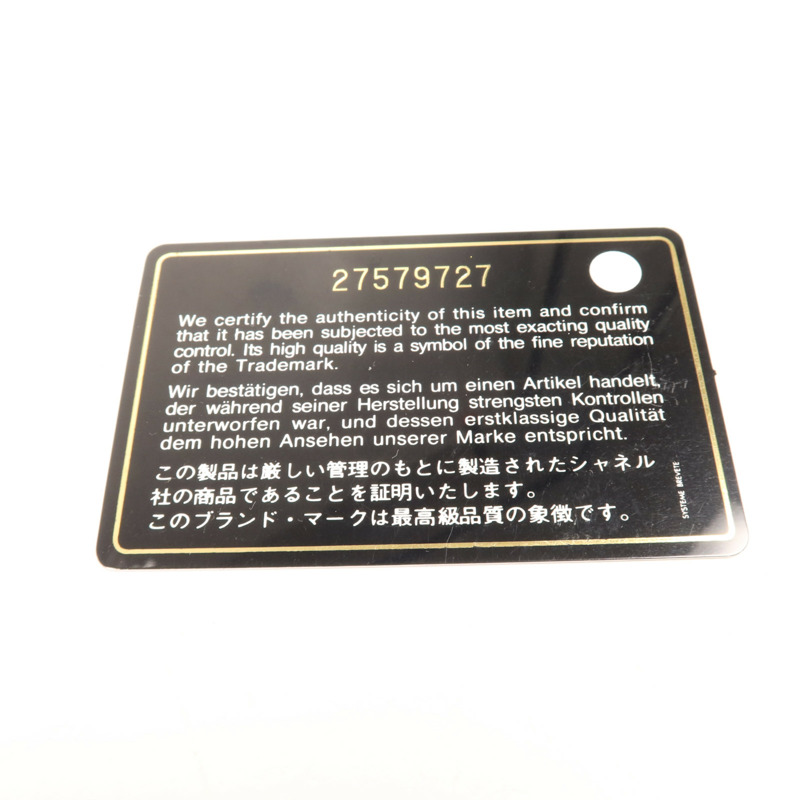 27579727
We certify the authenticity of this item and confirm
that it has been subjected to the most exacting quality
control. Its high quality is a symbol of the fine reputation
of the Trademark.
Wir bestätigen, dass es sich um einen Artikel handelt,
der während seiner Herstellung strengsten Kontrollen
unterworfen war, und dessen erstklassige Qualität
dem hohen Ansehen unserer Marke entspricht.
この製品は厳しい管理のもとに製造されたシャネル
社の商品であることを証明いたします。
このブランド・マークは最高級品質の象徴です。
SYSTEME BREVETE